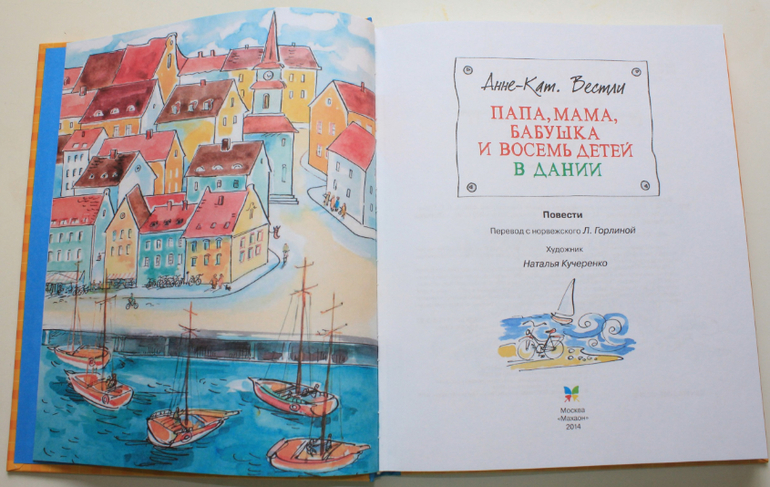 Анне-Кат. Вестли
ПАПА, МАМА,
БАБУШКА
И ВОСЕМЬ ДЕТЕЙ
В ДАНИИ
Повести
Перевод с норвежского Л. Горлиной
Художник
Наталья Кучеренко
Москва
«Махаон»
2014